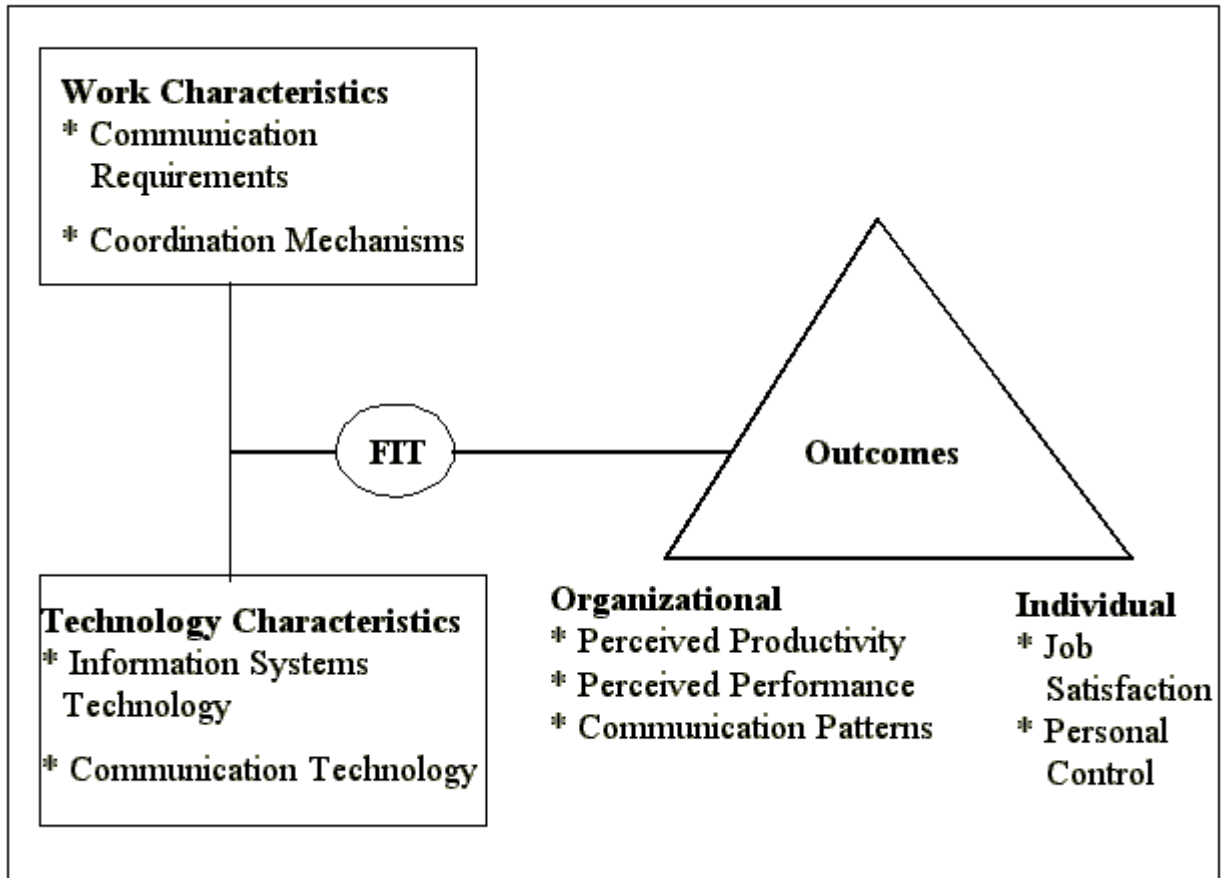 Work Characteristics
* Communication
Requirements
* Coordination Mechanisms
FIT
Outcomes
Technology Characteristics
* Information Systems
Technology
* Communication Technology
Organizational
* Perceived Productivity
* Perceived Performance
* Communication Patterns
Individual
* Job
Satisfaction
* Personal
Control